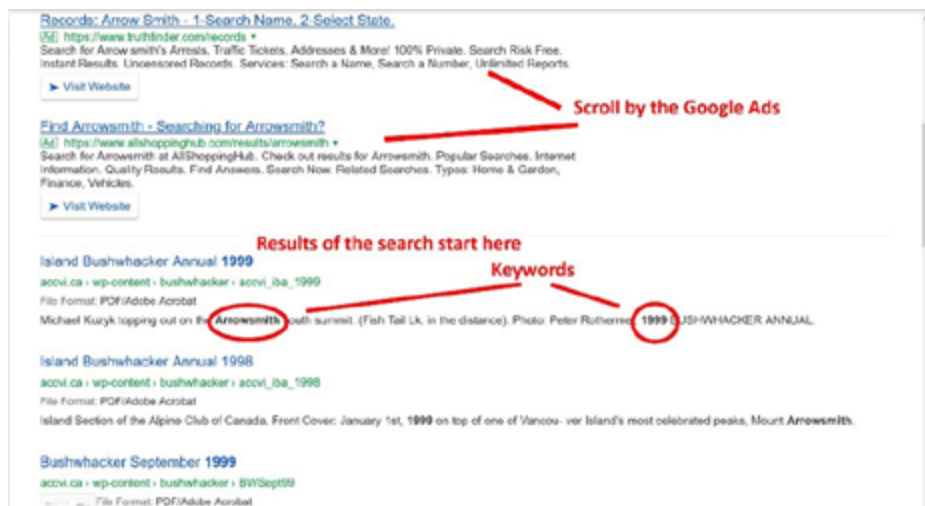 Records: Arrow Smith - 1-Search Name. 2-Select State.
Ad https://www.truthfinder.com/records ▾
Search for Arrow smith's Arrests, Traffic Tickets, Addresses & More! 100% Private. Search Risk Free.
Instant Results. Uncensored Records. Services: Search a Name, Search a Number, Unlimited Reports.
➤ Visit Website
Scroll by the Google Ads
Find Arrowsmith - Searching for Arrowsmith?
Ad https://www.allshoppinghub.com/results/arrowsmith ▾
Search for Arrowsmith at AllShoppingHub. Check out results for Arrowsmith. Popular Searches. Internet
Information. Quality Results. Find Answers. Search Now. Related Searches. Types: Home & Garden,
Finance, Vehicles.
➤ Visit Website
Results of the search start here
Island Bushwhacker Annual 1999
Keywords
accvi.ca › wp-content › bushwhacker › accvi_iba_1999
File Format: PDF/Adobe Acrobat
Michael Kuzyk topping out on the Arrowsmith south summit. (Fish Tail Lk. in the distance). Photo: Peter 1999 BUSHWHACKER ANNUAL.
Island Bushwhacker Annual 1998
accvi.ca › wp-content › bushwhacker › accvi_iba_1998
File Format: PDF/Adobe Acrobat
Island Section of the Alpine Club of Canada. Front Cover: January 1st, 1999 on top of one of Vancou- ver Island's most celebrated peaks, Mount Arrowsmith.
Bushwhacker September 1999
accvi.ca › wp-content › bushwhacker › BWSept99
File Format: PDF/Adobe Acrobat